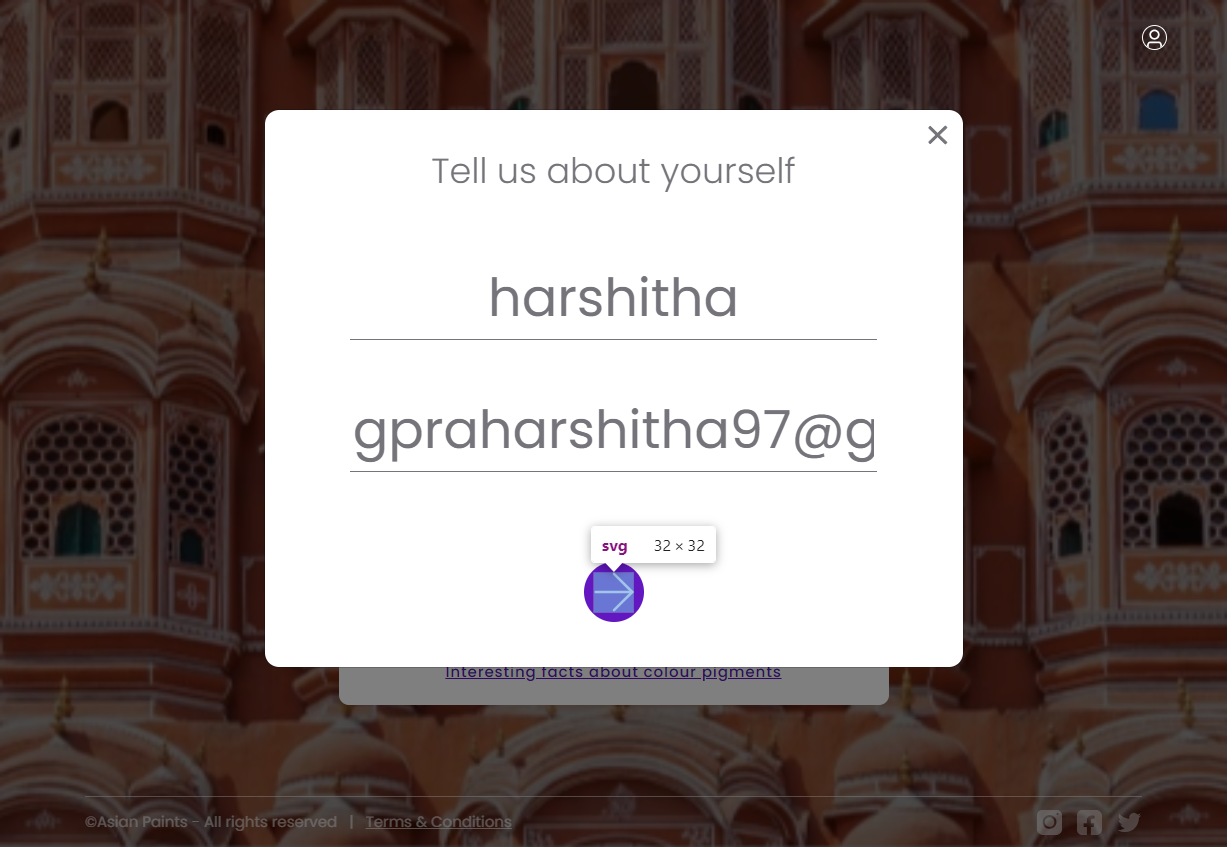 Tell us about yourself
harshitha
gpraharshitha97@g
svg 32 × 32
Interesting facts about colour pigments
©Asian Paints - All rights reserved | Terms & Conditions